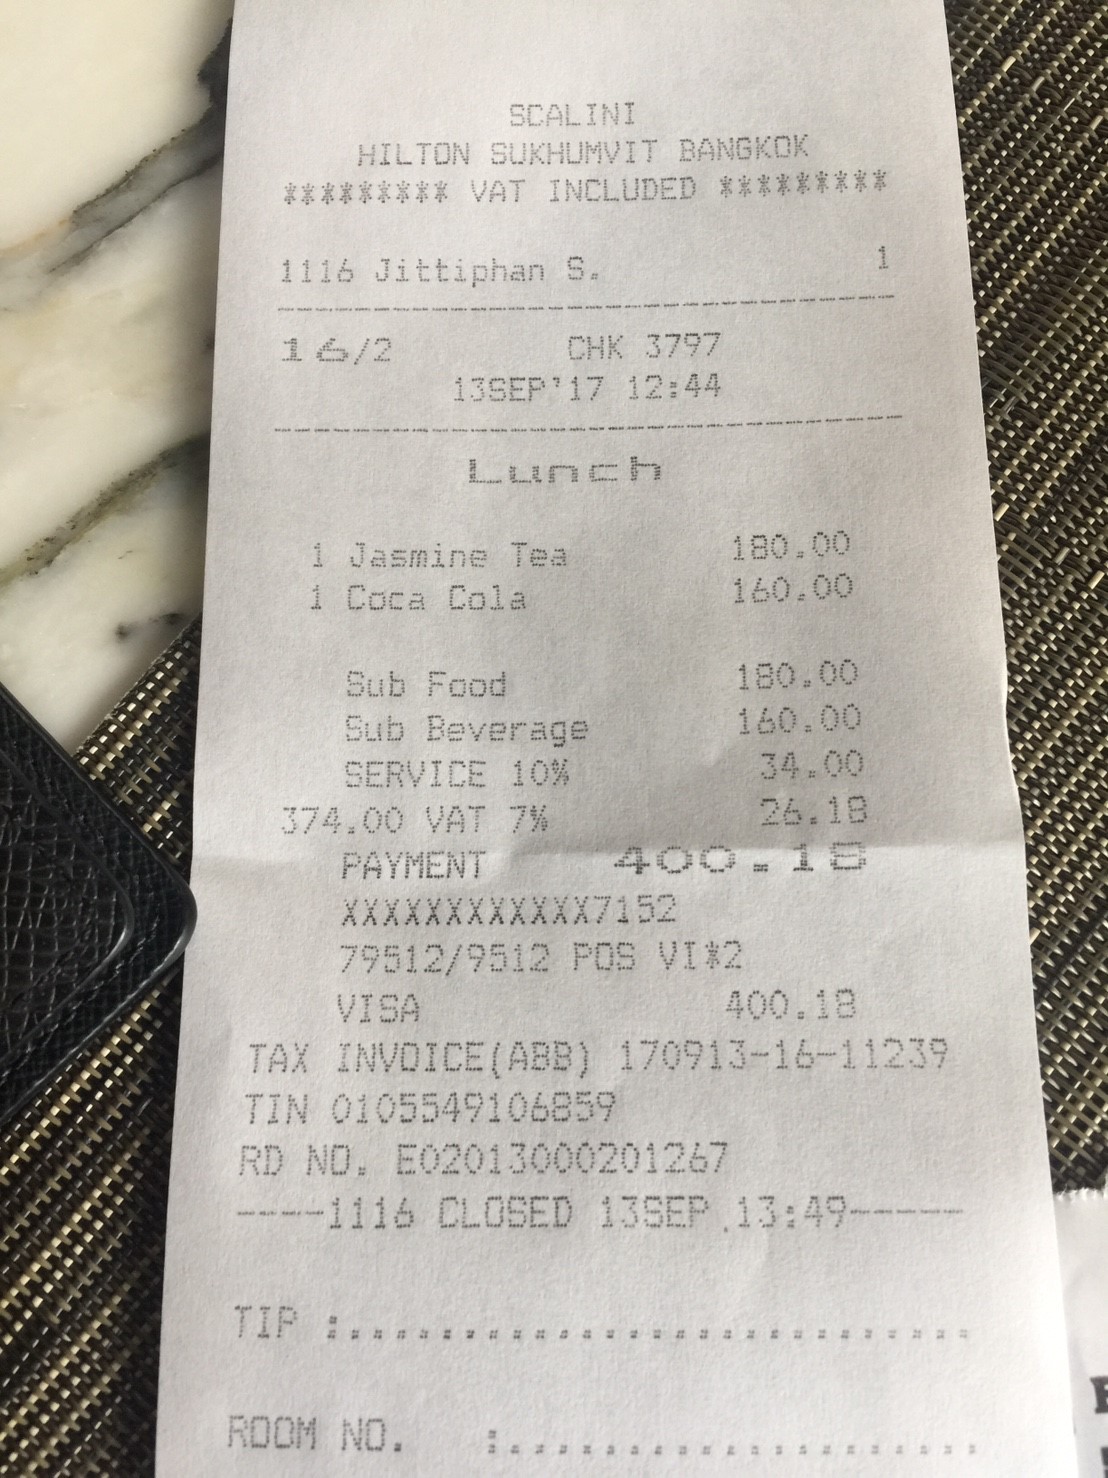 SCALINI
HILTON SUKHUMVIT BANGKOK
********* VAT INCLUDED *********
1116 Jittiphan S. 1
16/2 CHK 3797
13SEP'17 12:44
Lunch
1 Jasmine Tea 180.00
1 Coca Cola 160.00
Sub Food 180.00
Sub Beverage 160.00
SERVICE 10% 34.00
374.00 VAT 7% 26.18
PAYMENT 400.18
XXXXXXXXXXXX7152
79512/9512 POS VI*2
VISA 400.18
TAX INVOICE(ABB) 170913-16-11239
TIN 0105549106859
RD NO. E02013000201267
----1116 CLOSED 13SEP 13:49-----
TIP :............................
ROOM NO. :.....................